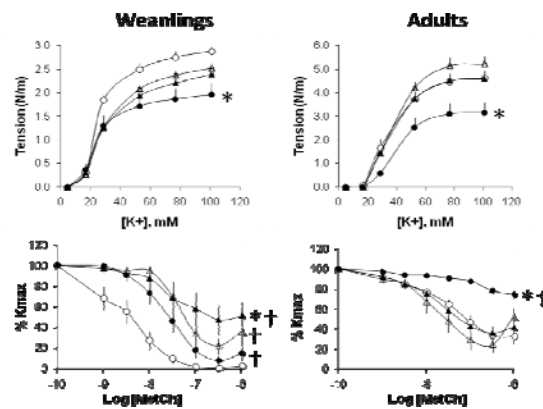 Weanlings
Adults
Tension (N/m)
3.0
2.5
2.0
1.5
1.0
0.5
0.0
*
0 20 40 60 80 100 120
[K+], mM
Tension (N/m)
6.0
5.0
4.0
3.0
2.0
1.0
0.0
*
0 20 40 60 80 100 120
[K+], mM
% Kmax
120
100
80
60
40
20
0
*†
†
†
-10 -9 -8 -7 -6
Log[MetCh]
% Kmax
120
100
80
60
40
20
0
*‡
-10 -8 -6
Log[MetCh]